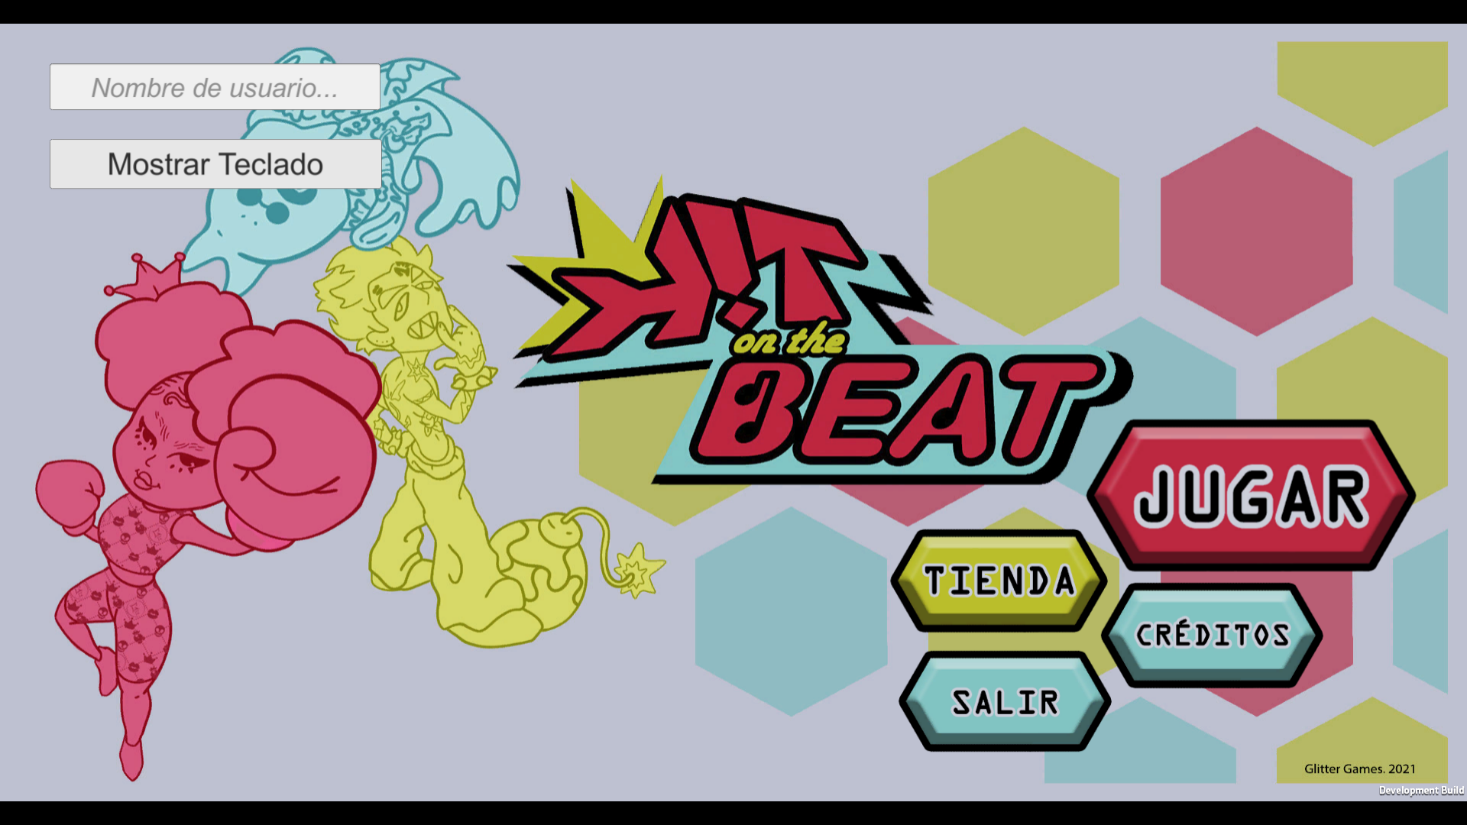 Nombre de usuario...
Mostrar Teclado
H!T
on the
BEAT
JUGAR
TIENDA
CRÉDITOS
SALIR
Glitter Games. 2021
Development Build